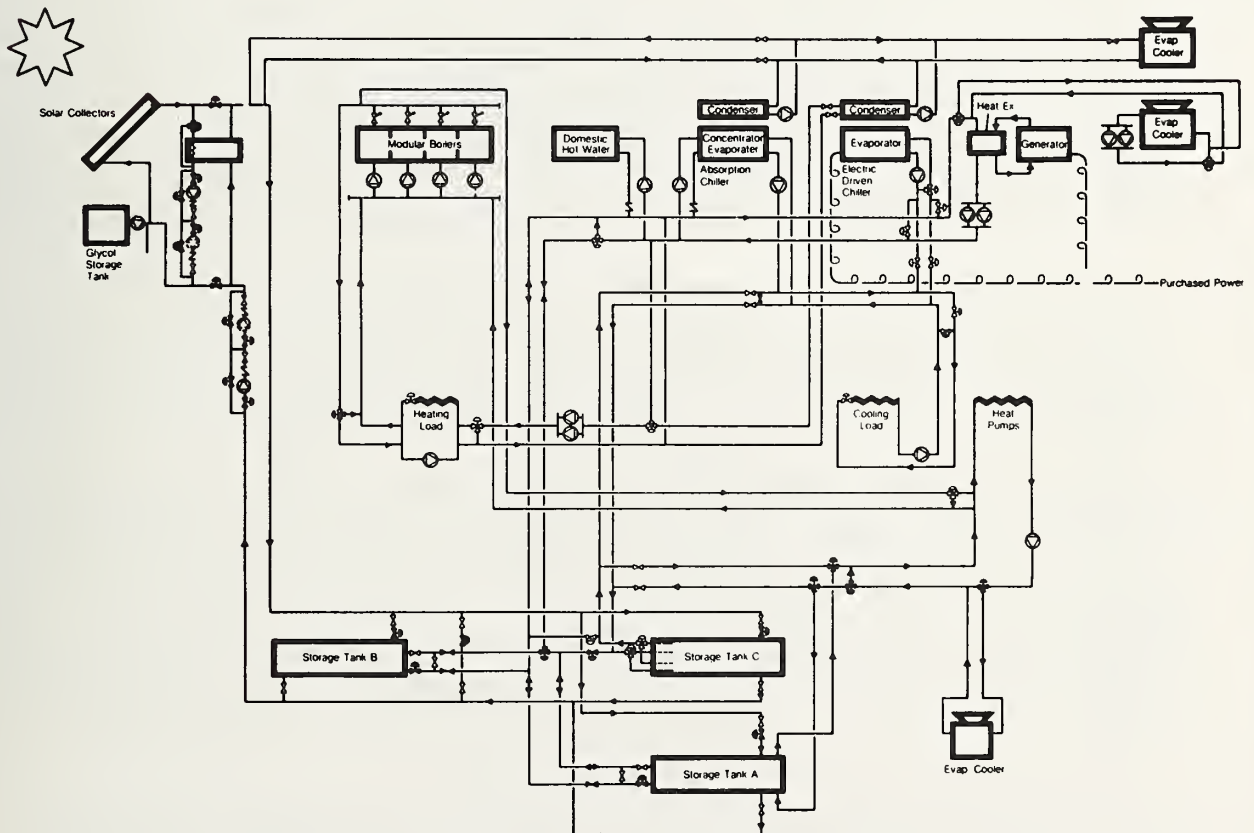 Evap
Cooler
Solar Collectors
Condenser
Condenser
Heat Ex
Modular Boilers
Domestic
Hot Water
Concentrator
Evaporater
Evaporator
Generator
Evap
Cooler
Absorption
Chiller
Electric
Driven
Chiller
Glycol
Storage
Tank
Purchased Power
Heating
Load
Cooling
Load
Heat
Pumps
Storage Tank B
Storage Tank C
Storage Tank A
Evap Cooler